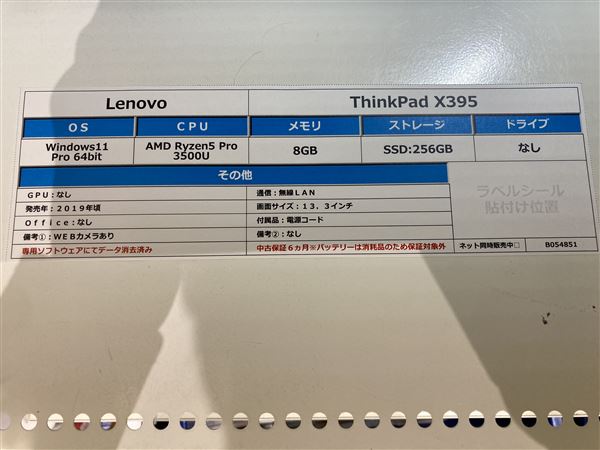 Lenovo ThinkPad X395
OS CPU メモリ ストレージ ドライブ
Windows11 Pro 64bit AMD Ryzen5 Pro 3500U 8GB SSD:256GB なし
その他
GPU：なし 通信：無線LAN
発売年：2019年頃 画面サイズ：13．3インチ
Office：なし 付属品：電源コード
備考①：WEBカメラあり 備考②：なし
専用ソフトウェアにてデータ消去済み 中古保証６ヵ月※バッテリーは消耗品のため保証対象外
ラベルシール
貼付け位置
ネット同時販売中□ B054851